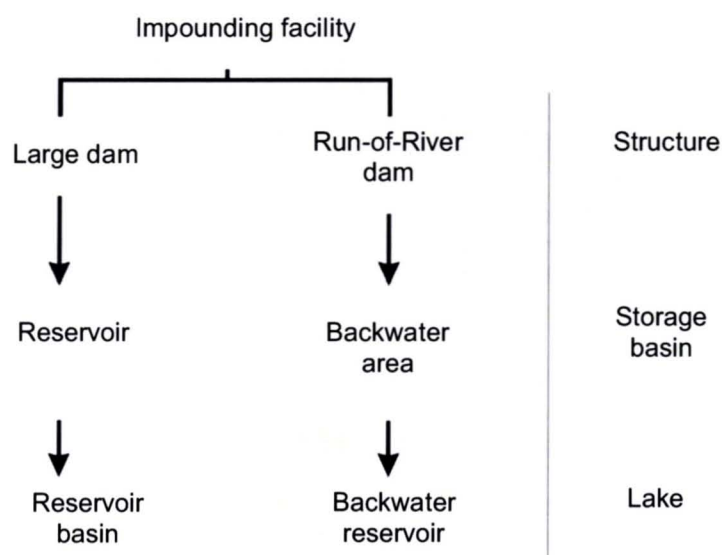 Impounding facility
Large dam
Run-of-River
dam
Structure
Reservoir
Backwater
area
Storage
basin
Reservoir
basin
Backwater
reservoir
Lake